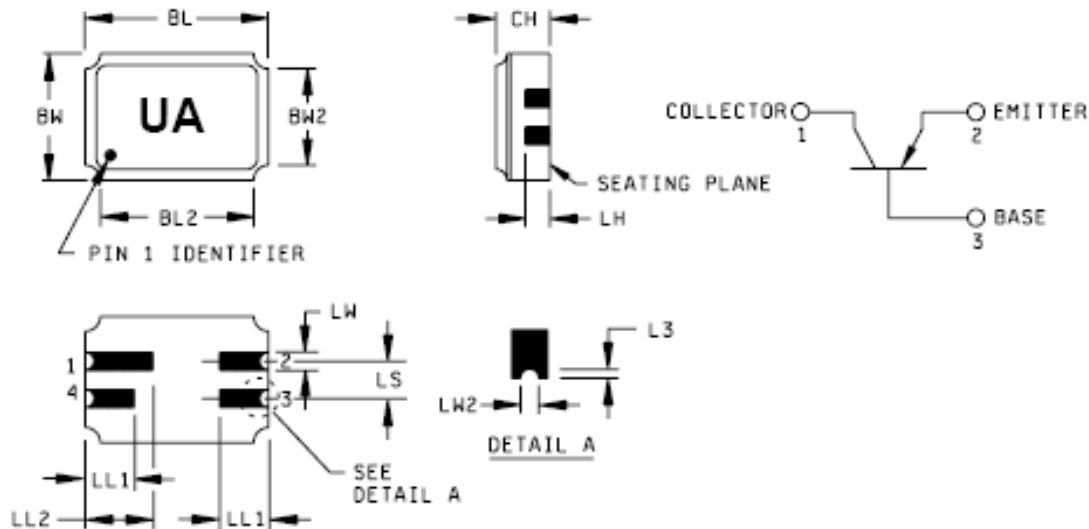 BL
BW
UA
BW2
BL2
PIN 1 IDENTIFIER
CH
SEATING PLANE
LH
COLLECTOR
1
EMITTER
2
BASE
3
LW
1
2
LS
4
3
LL1
LL2
LL1
SEE
DETAIL A
L3
LW2
DETAIL A